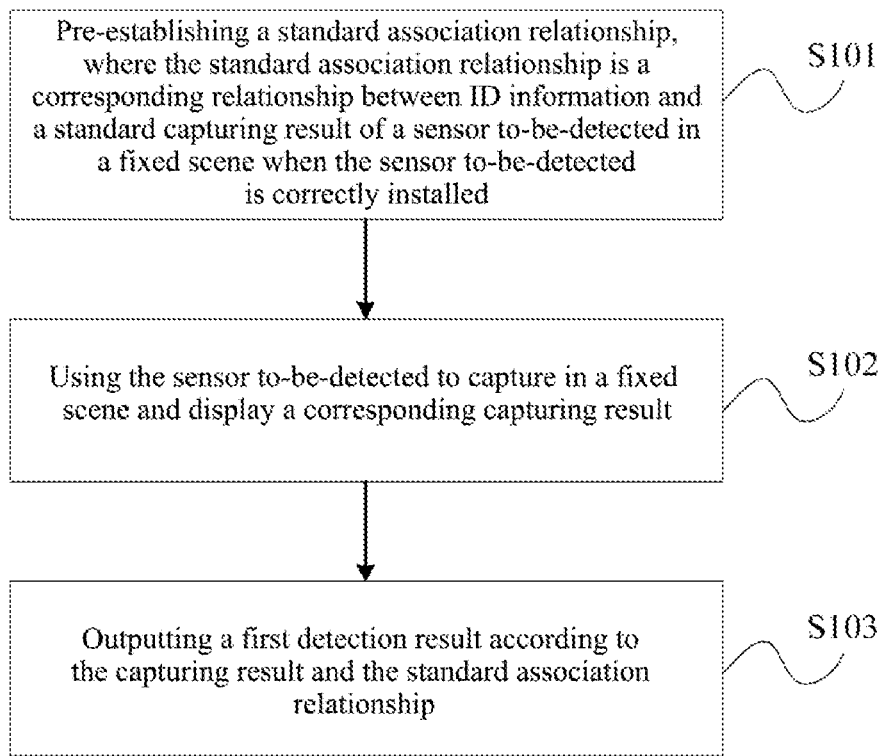 Pre-establishing a standard association relationship,
where the standard association relationship is a
corresponding relationship between ID information and
a standard capturing result of a sensor to-be-detected in
a fixed scene when the sensor to-be-detected
is correctly installed
S101
Using the sensor to-be-detected to capture in a fixed
scene and display a corresponding capturing result
S102
Outputting a first detection result according to
the capturing result and the standard association
relationship
S103